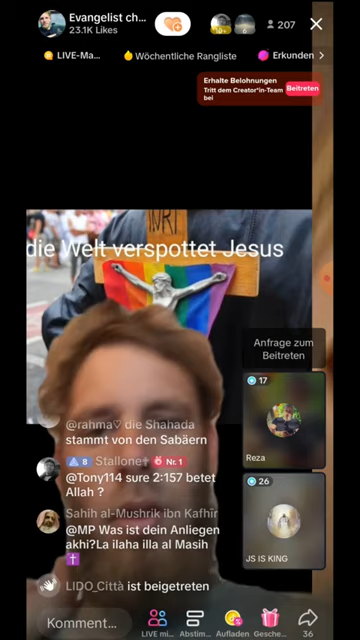 Evangelist ch...
23.1K Likes
10+
207
LIVE-Ma...
Wöchentliche Rangliste
Erkunden
Erhalte Belohnungen
Tritt dem Creator*in-Team
bei
Beitreten
die Welt verspottet Jesus
Anfrage zum
Beitreten
17
Reza
26
JS IS KING
@rahma♡ die Shahada
stammt von den Sabäern
8 Stallone✝ Nr. 1
@Tony114 sure 2:157 betet
Allah ?
Sahih al-Mushrik ibn Kafhir
@MP Was ist dein Anliegen
akhi?La ilaha illa al Masih
✝️
LIDO_Città ist beigetreten
Komment...
LIVE mi...
Abstim...
Aufladen
Gesche...
36